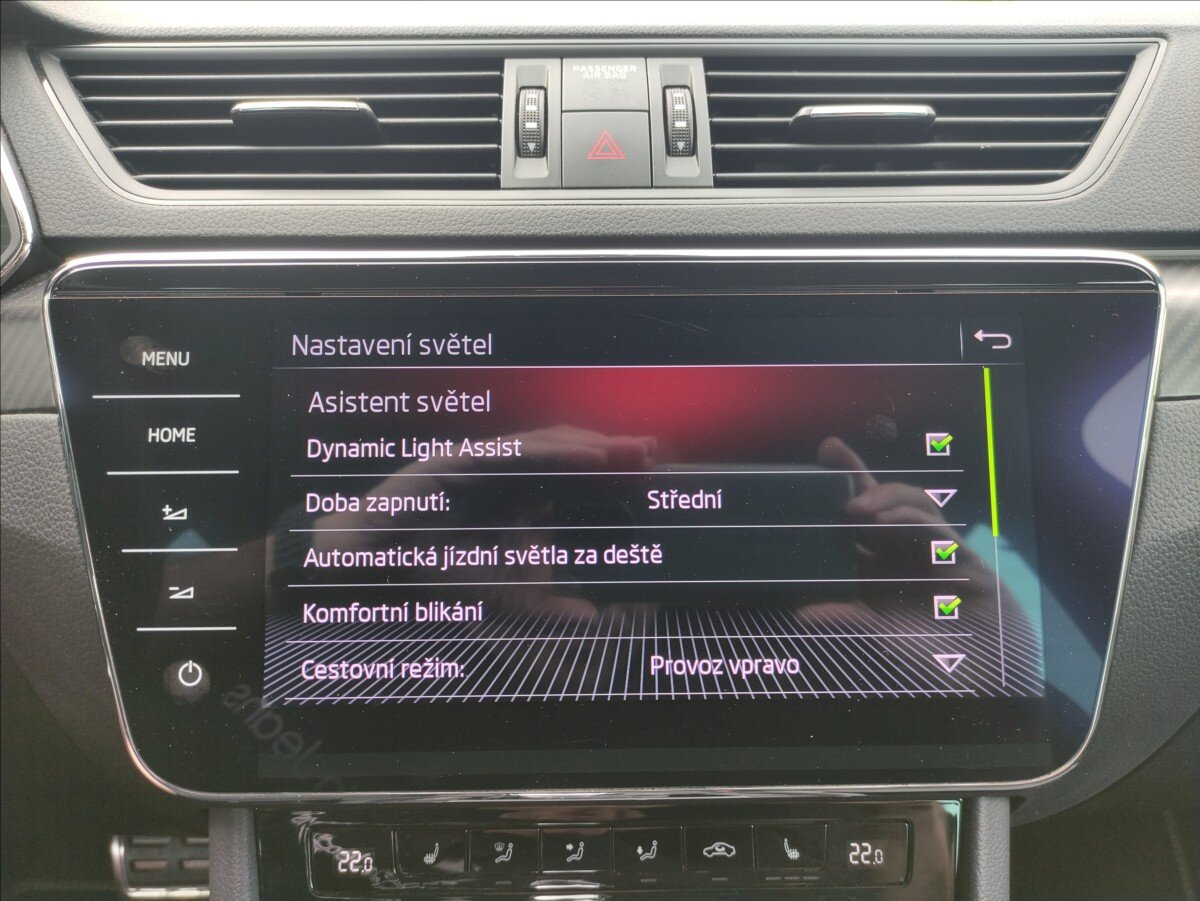 PASSENGER
AIR BAG
Nastavení světel
MENU
Asistent světel
HOME
Dynamic Light Assist
Doba zapnutí: Střední
Automatická jízdní světla za deště
Komfortní blikání
Cestovní režim: Provoz vpravo
22.0
22.0